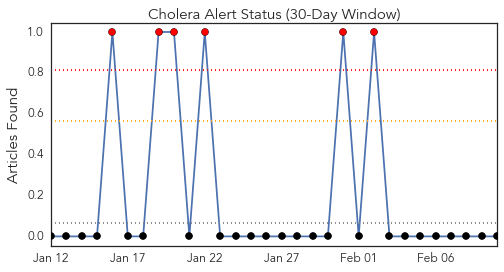 Cholera Alert Status (30-Day Window)
Articles Found
1.0
0.8
0.6
0.4
0.2
0.0
Jan 12 Jan 17 Jan 22 Jan 27 Feb 01 Feb 06